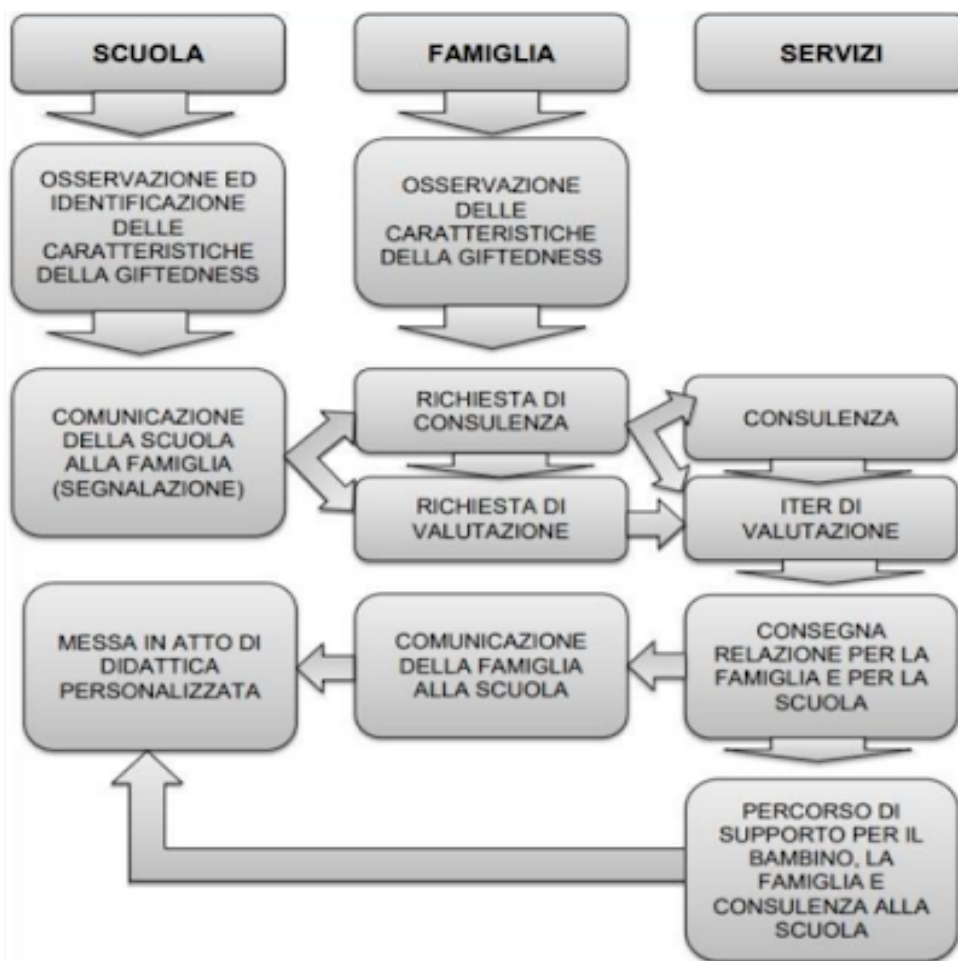 SCUOLA
FAMIGLIA
SERVIZI
OSSERVAZIONE ED
IDENTIFICAZIONE
DELLE
CARATTERISTICHE
DELLA GIFTEDNESS
OSSERVAZIONE
DELLE
CARATTERISTICHE
DELLA GIFTEDNESS
COMUNICAZIONE
DELLA SCUOLA
ALLA FAMIGLIA
(SEGNALAZIONE)
RICHIESTA DI
CONSULENZA
CONSULENZA
RICHIESTA DI
VALUTAZIONE
ITER DI
VALUTAZIONE
MESSA IN ATTO DI
DIDATTICA
PERSONALIZZATA
COMUNICAZIONE
DELLA FAMIGLIA
ALLA SCUOLA
CONSEGNA
RELAZIONE PER LA
FAMIGLIA E PER LA
SCUOLA
PERCORSO DI
SUPPORTO PER IL
BAMBINO, LA
FAMIGLIA E
CONSULENZA ALLA
SCUOLA